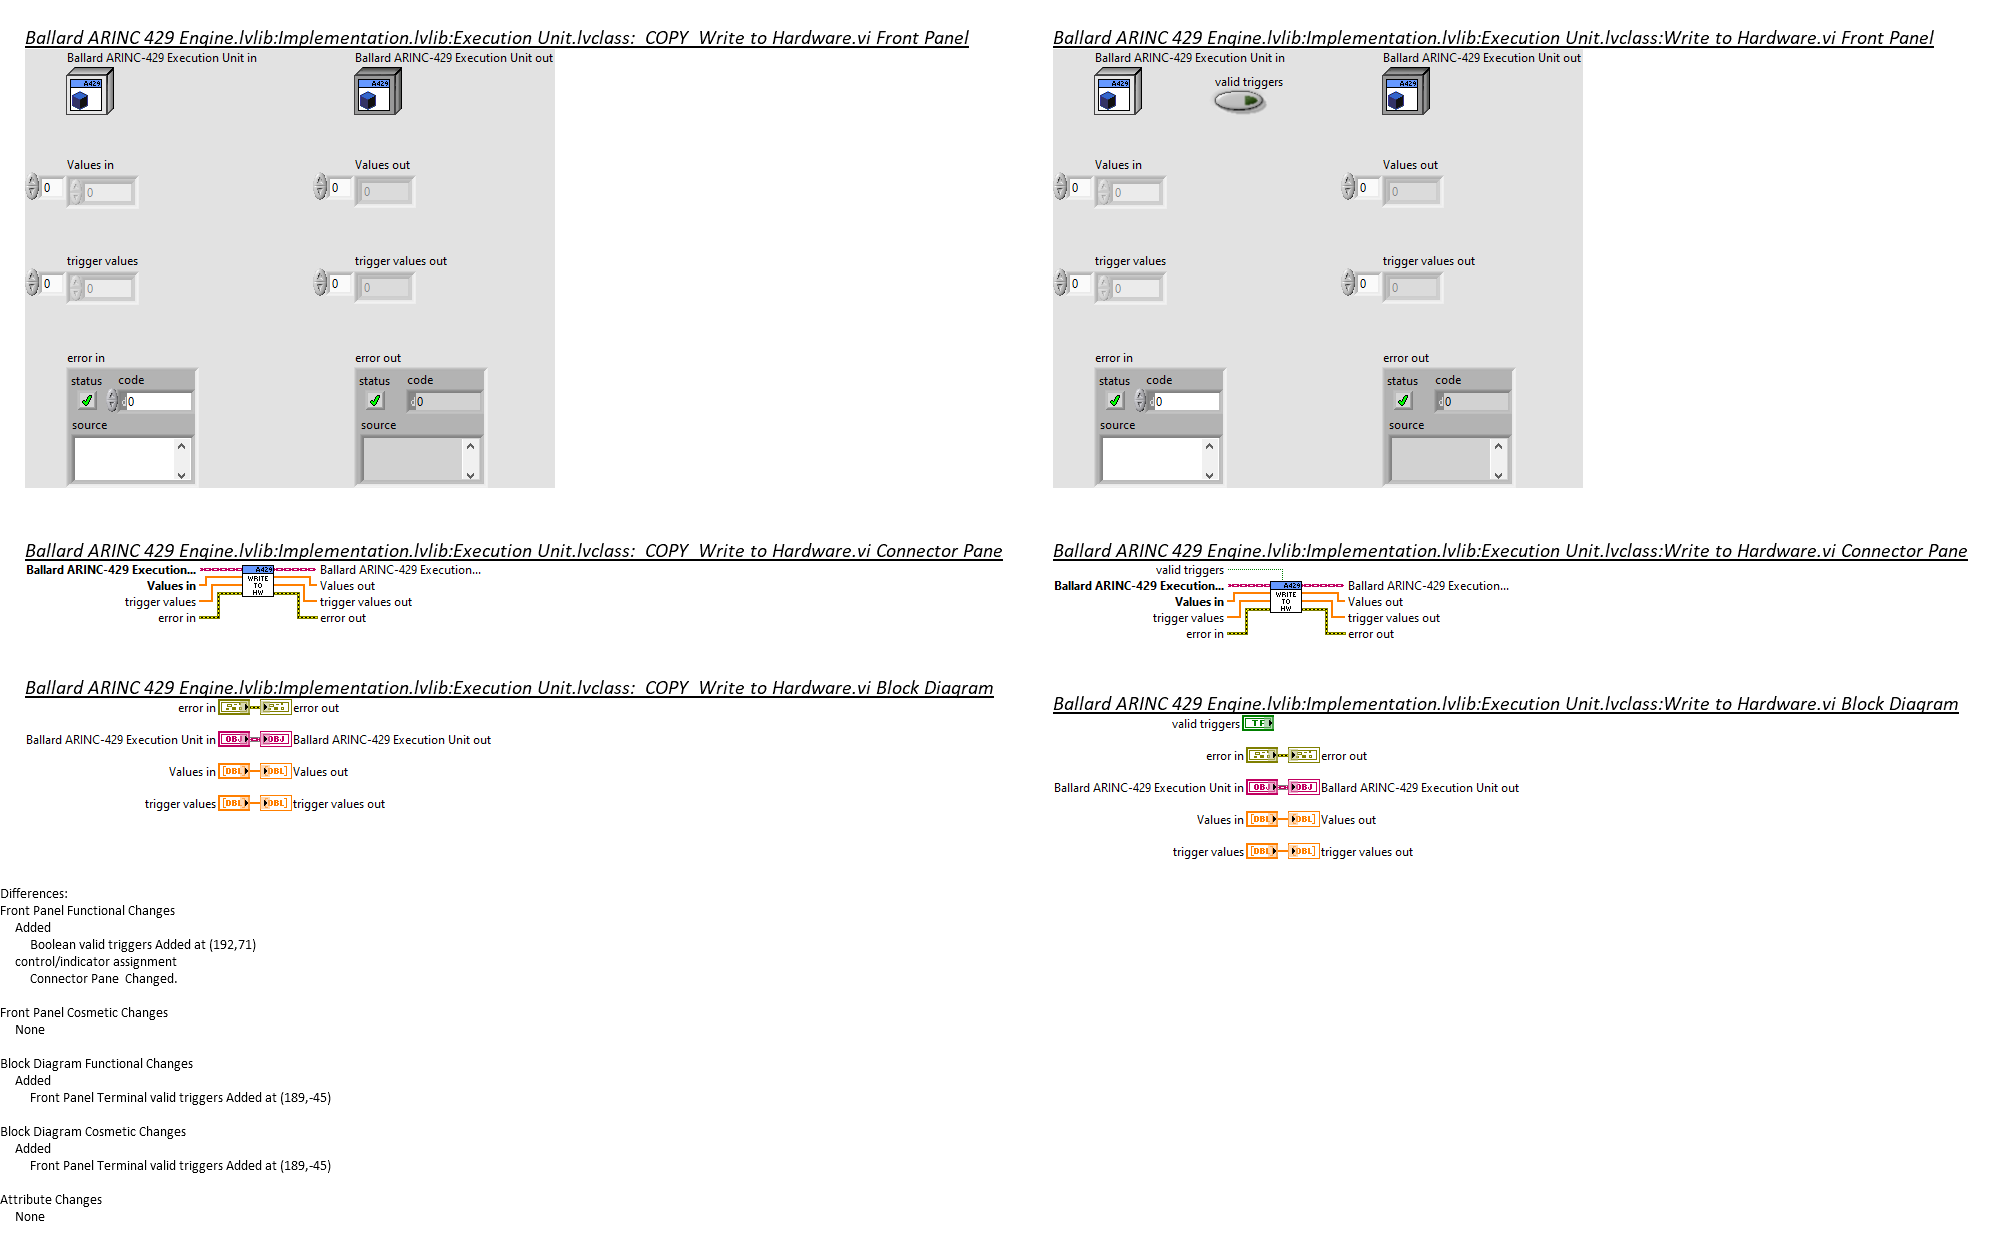 Ballard ARINC 429 Engine.lvlib:Implementation.lvlib:Execution Unit.lvclass:_COPY_Write to Hardware.vi Front Panel
Ballard ARINC-429 Execution Unit in
Ballard ARINC-429 Execution Unit out
A429
A429
Values in
Values out
0
0
0
0
trigger values
trigger values out
0
0
0
0
error in
error out
status
code
status
code
d0
d0
source
source
Ballard ARINC 429 Engine.lvlib:Implementation.lvlib:Execution Unit.lvclass:_COPY_Write to Hardware.vi Connector Pane
Ballard ARINC-429 Execution...
A429
Ballard ARINC-429 Execution...
Values in
WRITE
TO
HW
Values out
trigger values
trigger values out
error in
error out
Ballard ARINC 429 Engine.lvlib:Implementation.lvlib:Execution Unit.lvclass:_COPY_Write to Hardware.vi Block Diagram
error in
error out
Ballard ARINC-429 Execution Unit in
OBJ
OBJ
Ballard ARINC-429 Execution Unit out
Values in
[DBL]
[DBL]
Values out
trigger values
[DBL]
[DBL]
trigger values out
Ballard ARINC 429 Engine.lvlib:Implementation.lvlib:Execution Unit.lvclass:Write to Hardware.vi Front Panel
Ballard ARINC-429 Execution Unit in
Ballard ARINC-429 Execution Unit out
A429
valid triggers
A429
Values in
Values out
0
0
0
0
trigger values
trigger values out
0
0
0
0
error in
error out
status
code
status
code
d0
d0
source
source
Ballard ARINC 429 Engine.lvlib:Implementation.lvlib:Execution Unit.lvclass:Write to Hardware.vi Connector Pane
valid triggers
Ballard ARINC-429 Execution...
A429
Ballard ARINC-429 Execution...
Values in
WRITE
TO
HW
Values out
trigger values
trigger values out
error in
error out
Ballard ARINC 429 Engine.lvlib:Implementation.lvlib:Execution Unit.lvclass:Write to Hardware.vi Block Diagram
valid triggers
TF
error in
error out
Ballard ARINC-429 Execution Unit in
OBJ
OBJ
Ballard ARINC-429 Execution Unit out
Values in
[DBL]
[DBL]
Values out
trigger values
[DBL]
[DBL]
trigger values out
Differences:
Front Panel Functional Changes
Added
Boolean valid triggers Added at (192,71)
control/indicator assignment
Connector Pane  Changed.
Front Panel Cosmetic Changes
None
Block Diagram Functional Changes
Added
Front Panel Terminal valid triggers Added at (189,-45)
Block Diagram Cosmetic Changes
Added
Front Panel Terminal valid triggers Added at (189,-45)
Attribute Changes
None